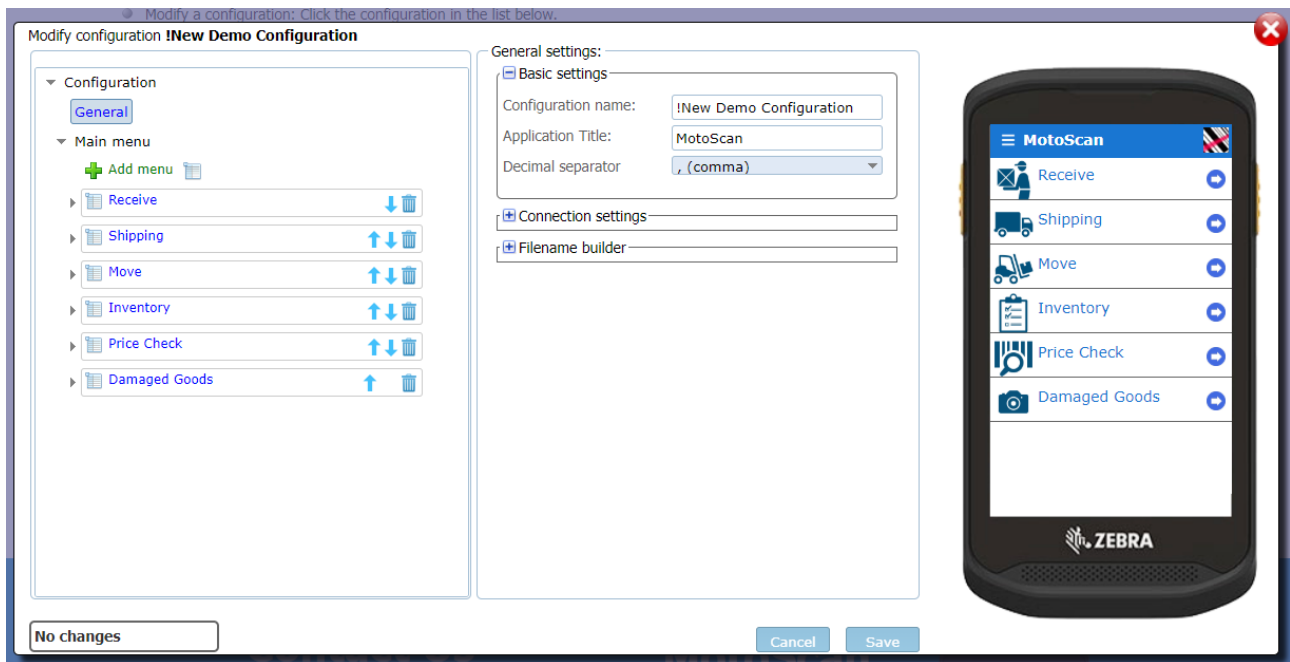 Modify a configuration: Click the configuration in the list below.
Modify configuration !New Demo Configuration
Configuration
General
Main menu
Add menu
Receive
Shipping
Move
Inventory
Price Check
Damaged Goods
No changes
General settings:
Basic settings
Configuration name: !New Demo Configuration
Application Title: MotoScan
Decimal separator , (comma)
Connection settings
Filename builder
Cancel Save
MotoScan
Receive
Shipping
Move
Inventory
Price Check
Damaged Goods
ZEBRA